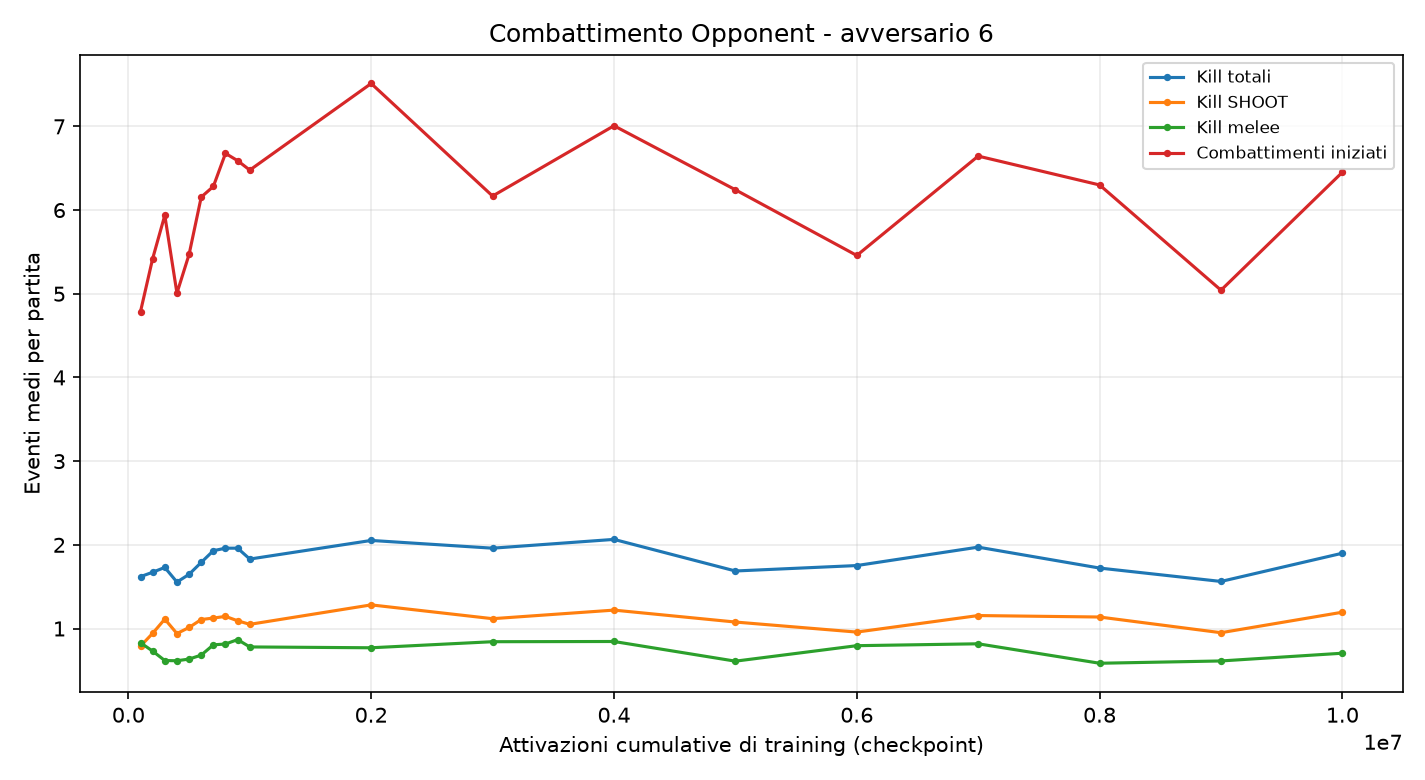 Combattimento Opponent - avversario 6
Kill totali
Kill SHOOT
Kill melee
Combattimenti iniziati
Eventi medi per partita
7
6
5
4
3
2
1
0.0 0.2 0.4 0.6 0.8 1.0
1e7
Attivazioni cumulative di training (checkpoint)